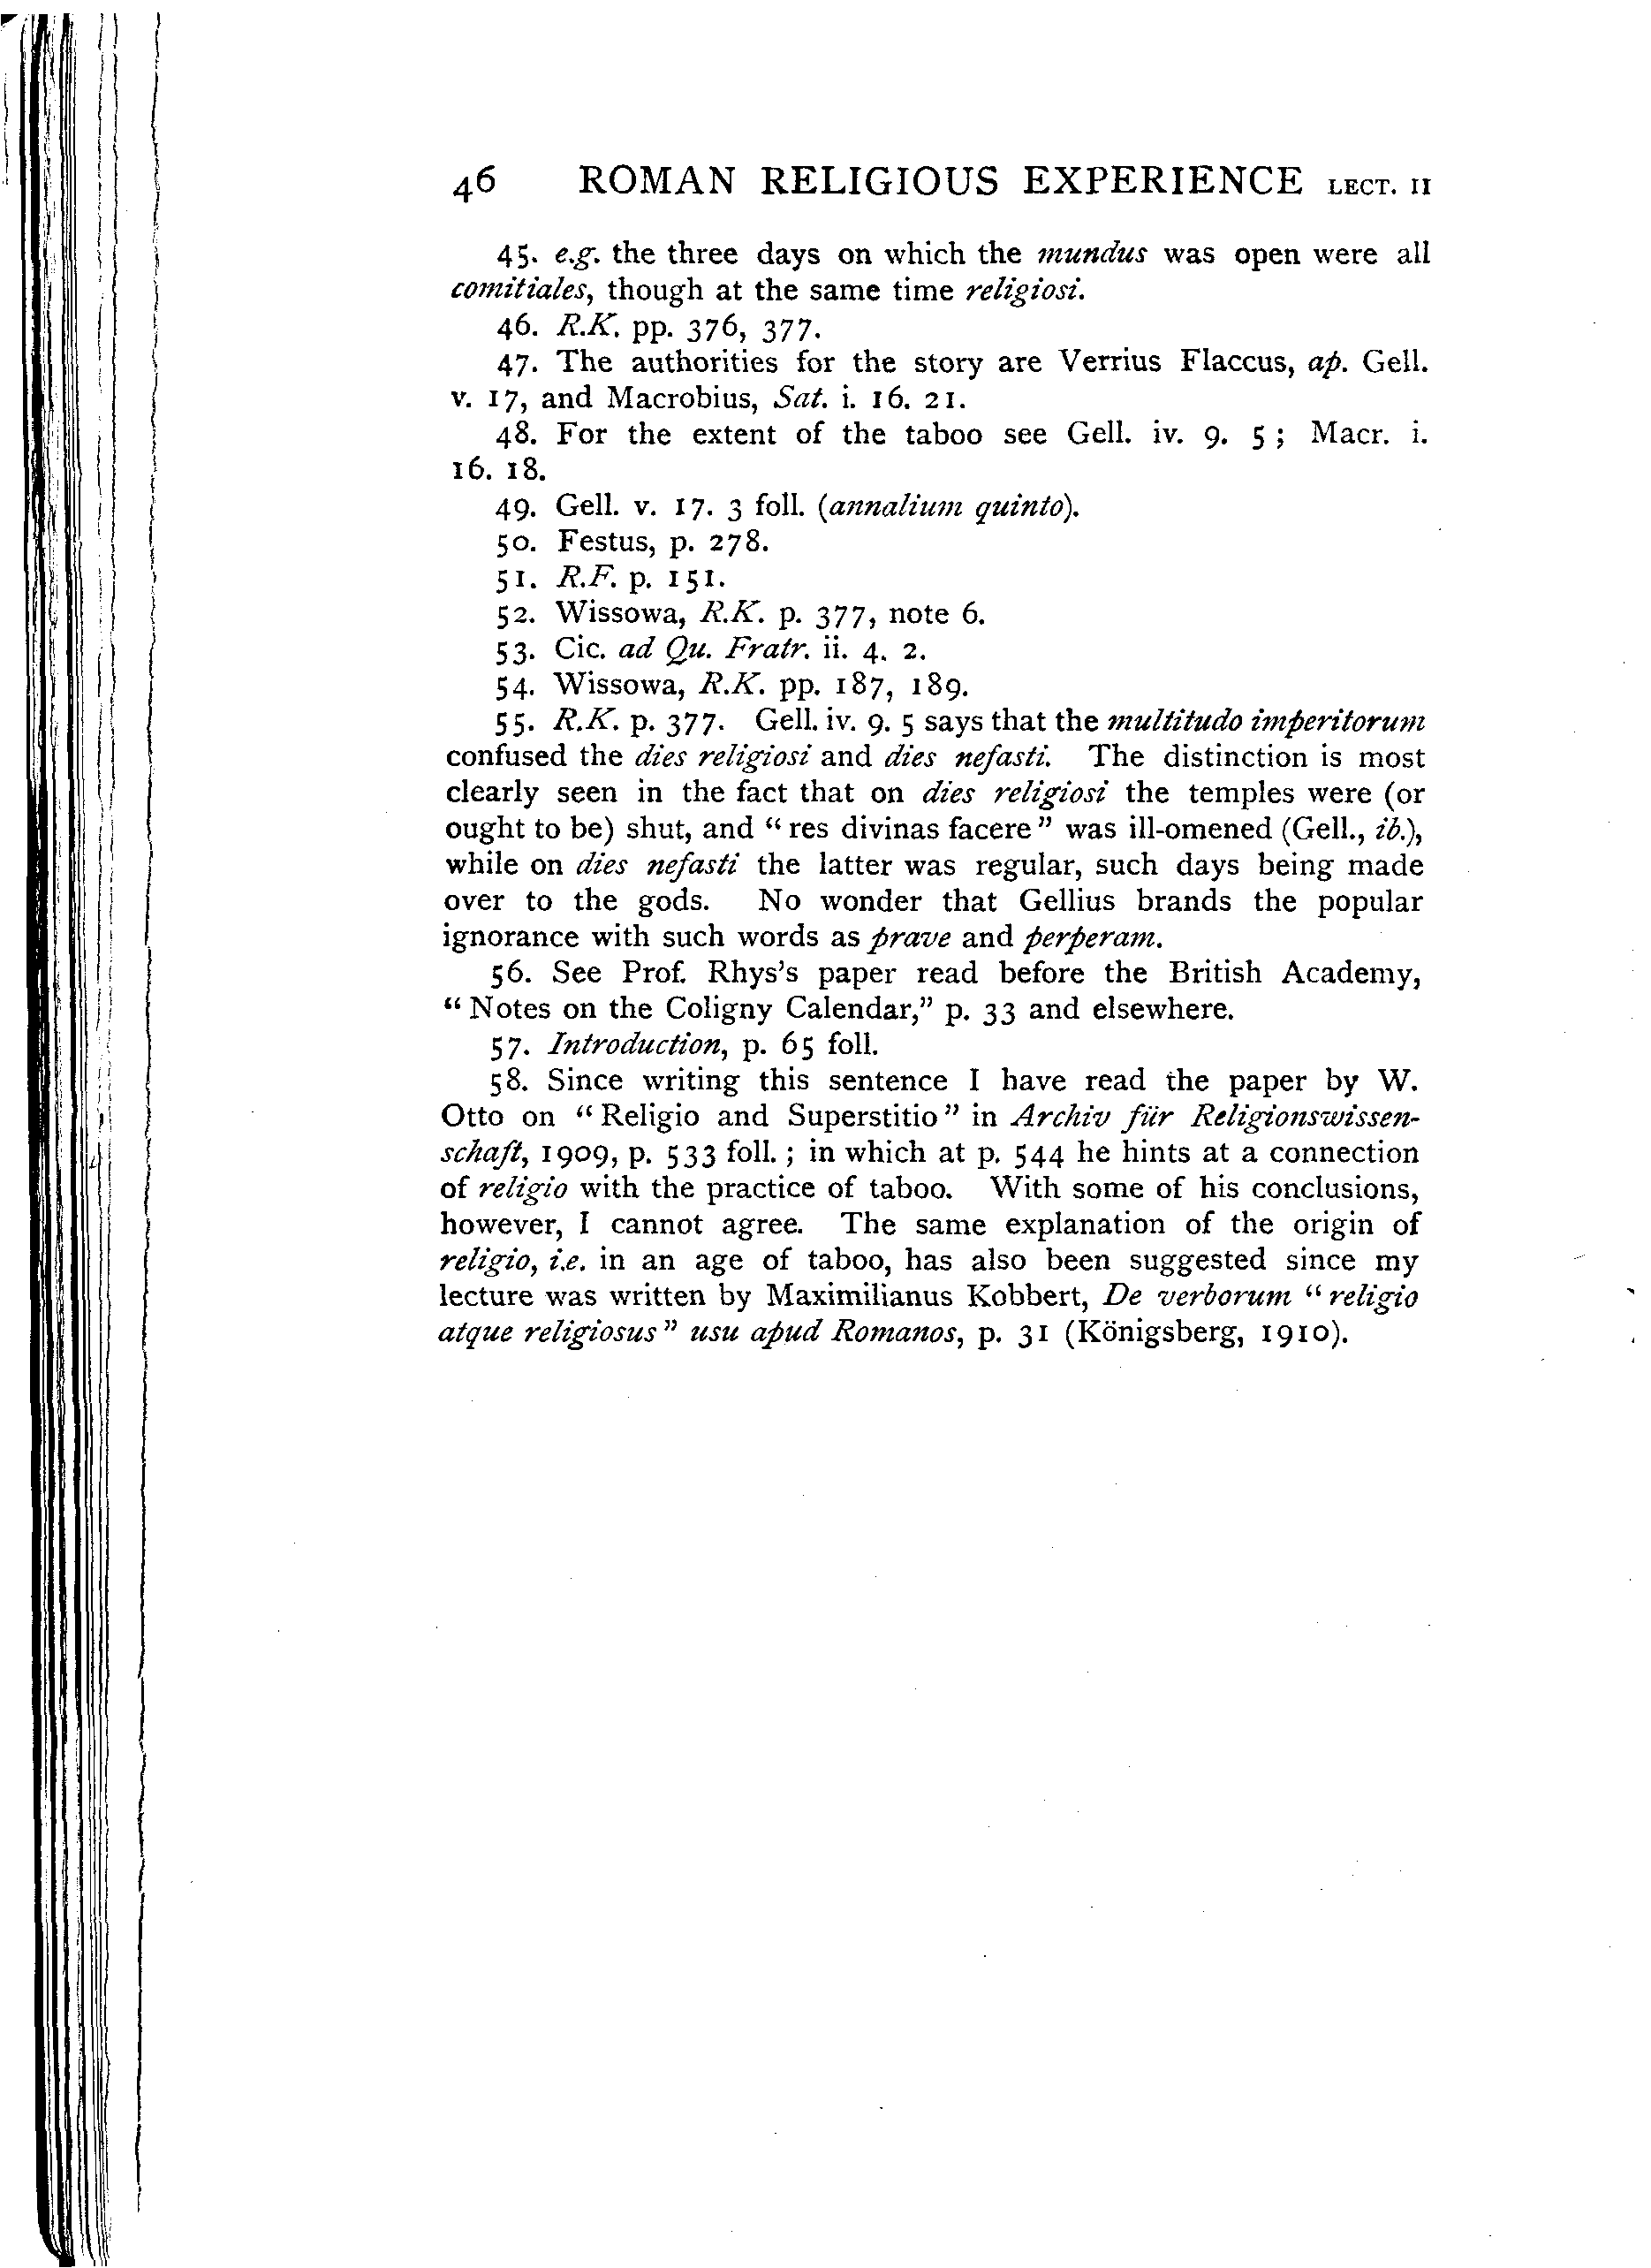 46 ROMAN RELIGIOUS EXPERIENCE LECT. II
45. e.g. the three days on which the mundus was open were all
comitiales, though at the same time religiosi.
46. R.K. pp. 376, 377.
47. The authorities for the story are Verrius Flaccus, ap. Gell.
v. 17, and Macrobius, Sat. i. 16. 21.
48. For the extent of the taboo see Gell. iv. 9. 5 ; Macr. i.
16. 18.
49. Gell. v. 17. 3 foll. (annalium quinto).
50. Festus, p. 278.
51. R.F. p. 151.
52. Wissowa, R.K. p. 377, note 6.
53. Cic. ad Qu. Fratr. ii. 4. 2.
54. Wissowa, R.K. pp. 187, 189.
55. R.K. p. 377. Gell. iv. 9. 5 says that the multitudo imperitorum
confused the dies religiosi and dies nefasti. The distinction is most
clearly seen in the fact that on dies religiosi the temples were (or
ought to be) shut, and “res divinas facere” was ill-omened (Gell., ib.),
while on dies nefasti the latter was regular, such days being made
over to the gods. No wonder that Gellius brands the popular
ignorance with such words as prave and perperam.
56. See Prof. Rhys's paper read before the British Academy,
“Notes on the Coligny Calendar,” p. 33 and elsewhere.
57. Introduction, p. 65 foll.
58. Since writing this sentence I have read the paper by W.
Otto on “Religio and Superstitio” in Archiv für Religionswissen-
schaft, 1909, p. 533 foll. ; in which at p. 544 he hints at a connection
of religio with the practice of taboo. With some of his conclusions,
however, I cannot agree. The same explanation of the origin of
religio, i.e. in an age of taboo, has also been suggested since my
lecture was written by Maximilianus Kobbert, De verborum “religio
atque religiosus” usu apud Romanos, p. 31 (Königsberg, 1910).